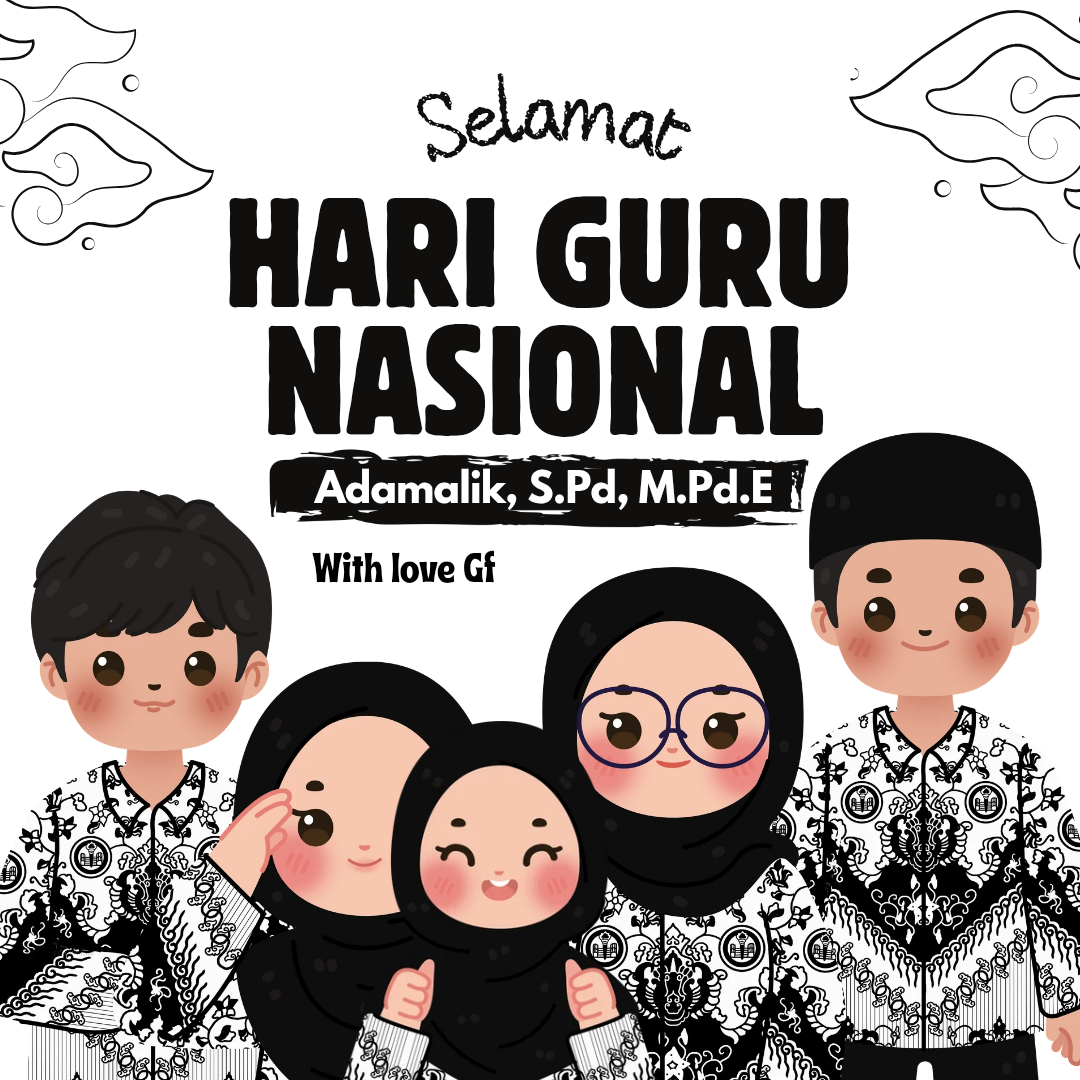 Selamat
HARI GURU
NASIONAL
Adamalik, S.Pd, M.Pd.E
With love Gf